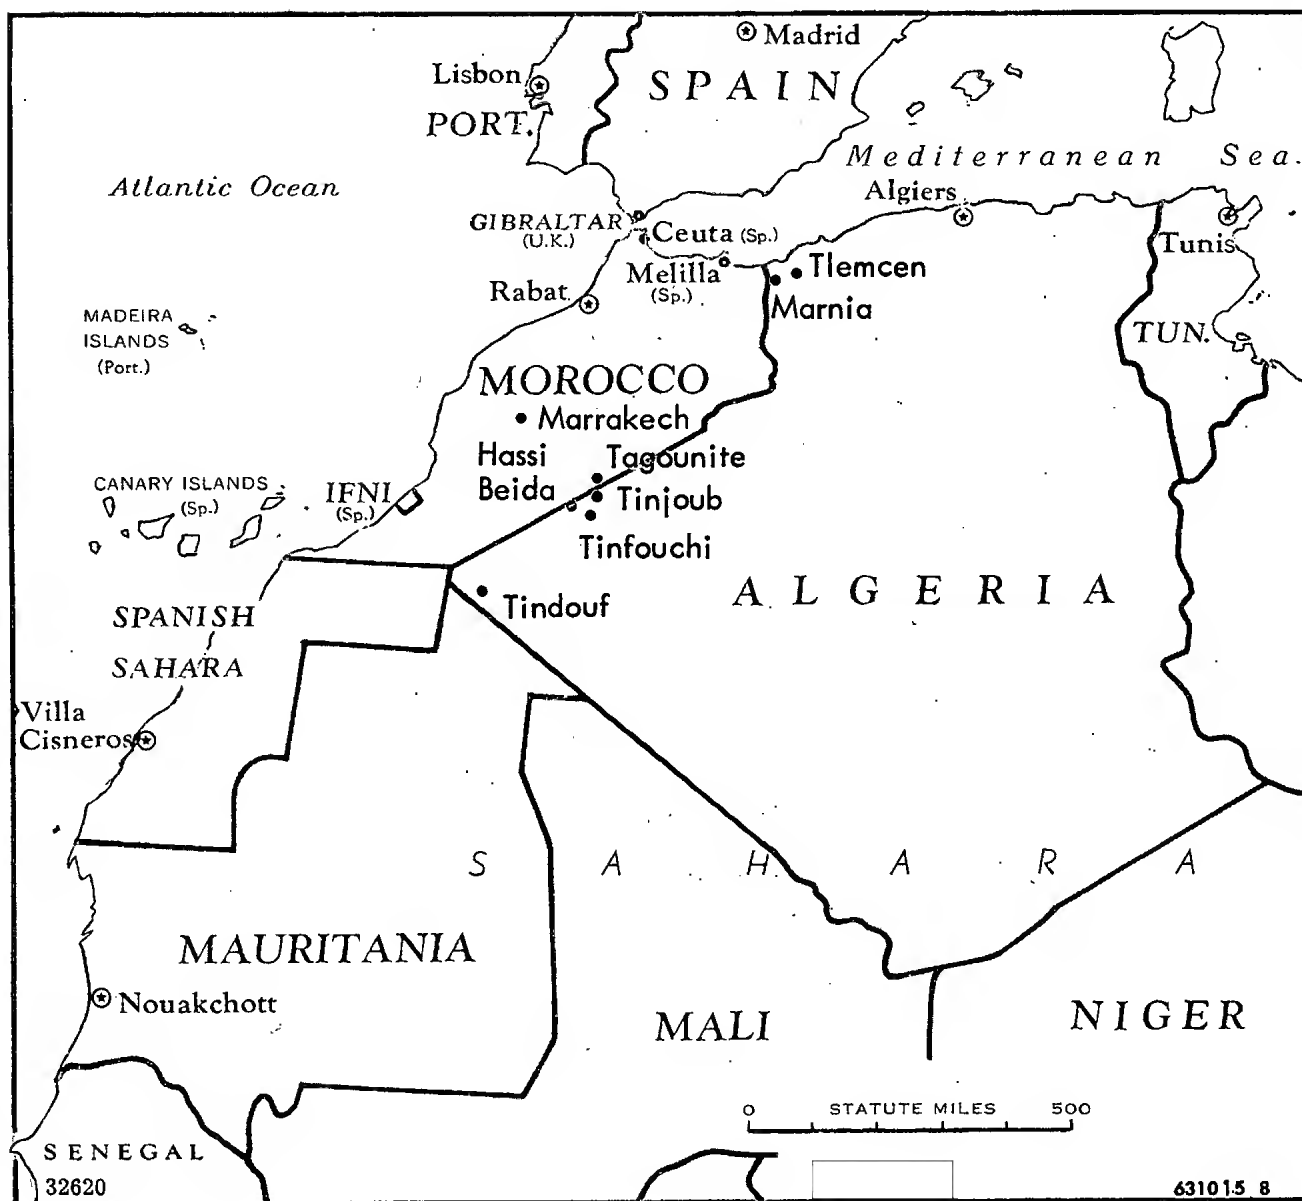 Madrid
Lisbon
SPAIN
PORT.
Mediterranean Sea.
Atlantic Ocean
Algiers
GIBRALTAR
(U.K.)
Ceuta (Sp.)
Tunis
Melilla
(Sp.)
Tlemcen
Rabat
Marnia
MADEIRA
ISLANDS
(Port.)
TUN.
MOROCCO
Marrakech
Hassi
Beida
Tagounite
CANARY ISLANDS
(Sp.)
IFNI
(Sp.)
Tinjoub
Tinfouchi
ALGERIA
Tindouf
SPANISH
SAHARA
Villa
Cisneros
SAHARA
MAURITANIA
Nouakchott
MALI
NIGER
0 STATUTE MILES 500
SENEGAL
32620
631015 8